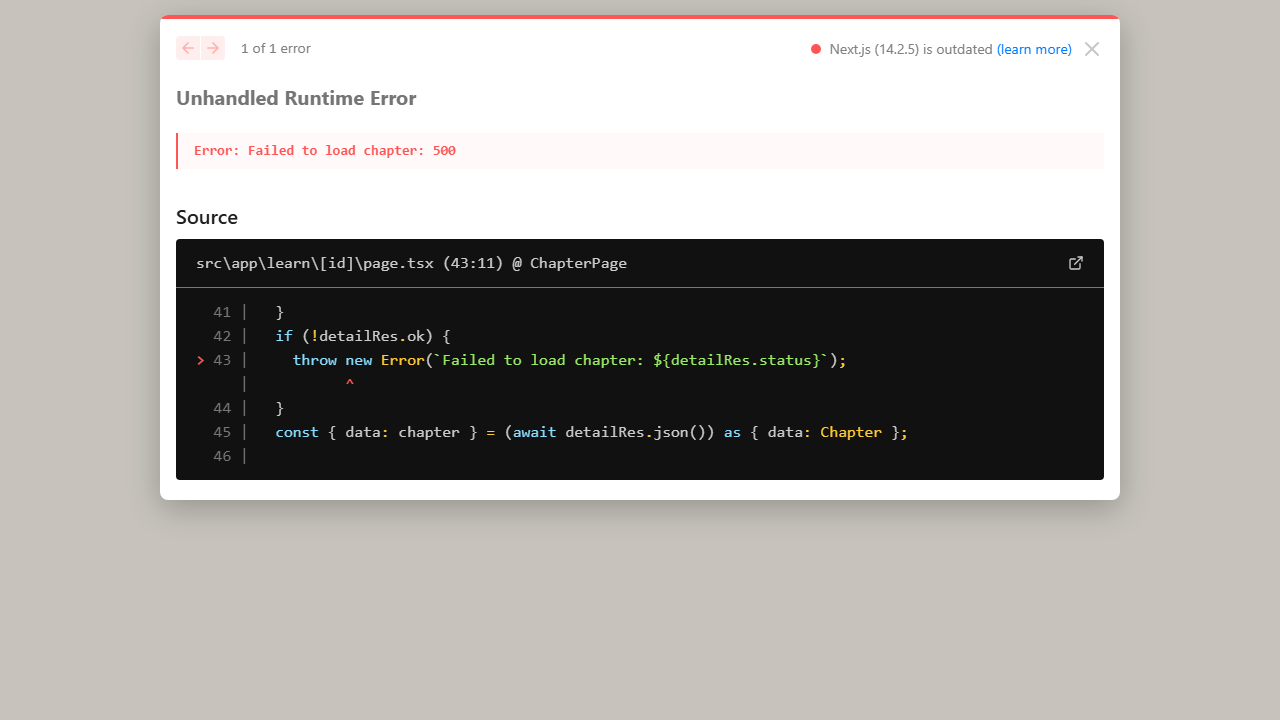 1 of 1 error
Next.js (14.2.5) is outdated (learn more)
Unhandled Runtime Error
Error: Failed to load chapter: 500
Source
src\app\learn\[id]\page.tsx (43:11) @ ChapterPage
41 |   }
42 |   if (!detailRes.ok) {
> 43 |     throw new Error(`Failed to load chapter: ${detailRes.status}`);
|           ^
44 |   }
45 |   const { data: chapter } = (await detailRes.json()) as { data: Chapter };
46 |